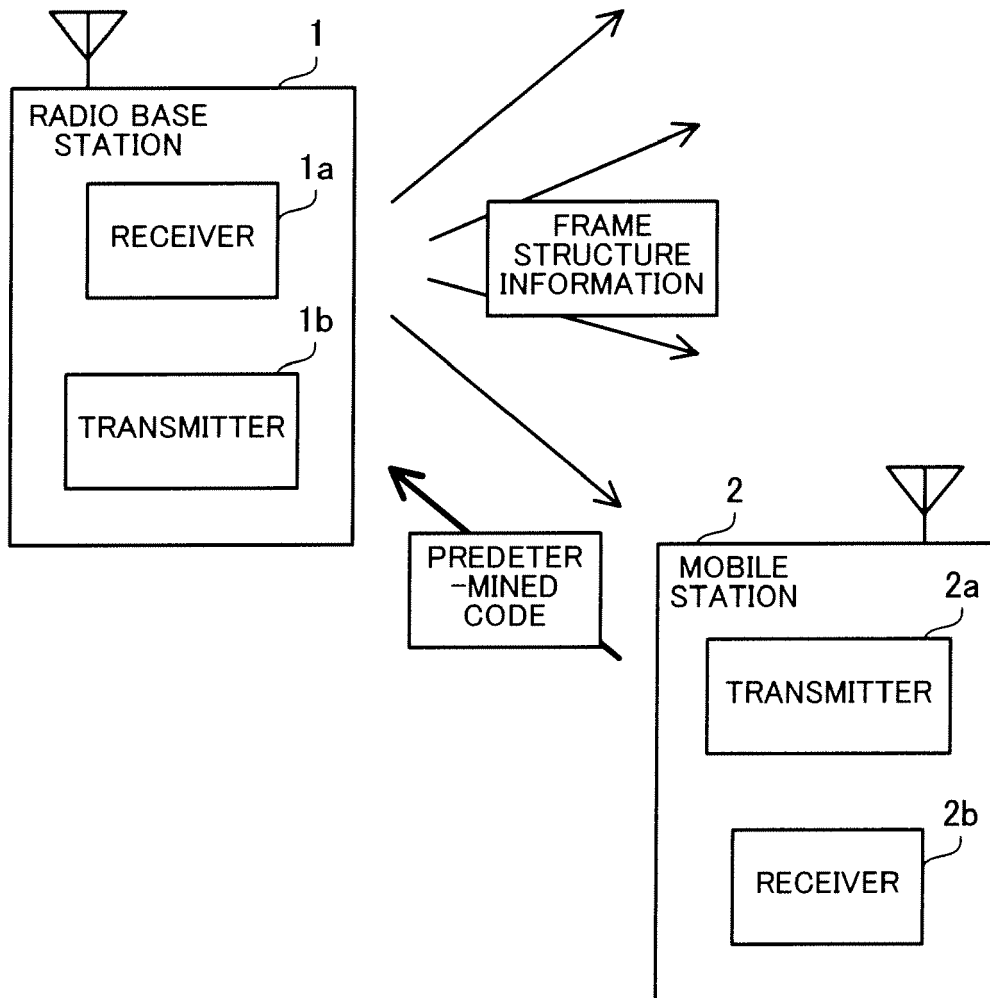 1
RADIO BASE
STATION
1a
RECEIVER
1b
TRANSMITTER
FRAME
STRUCTURE
INFORMATION
PREDETER
-MINED
CODE
2
MOBILE
STATION
2a
TRANSMITTER
2b
RECEIVER